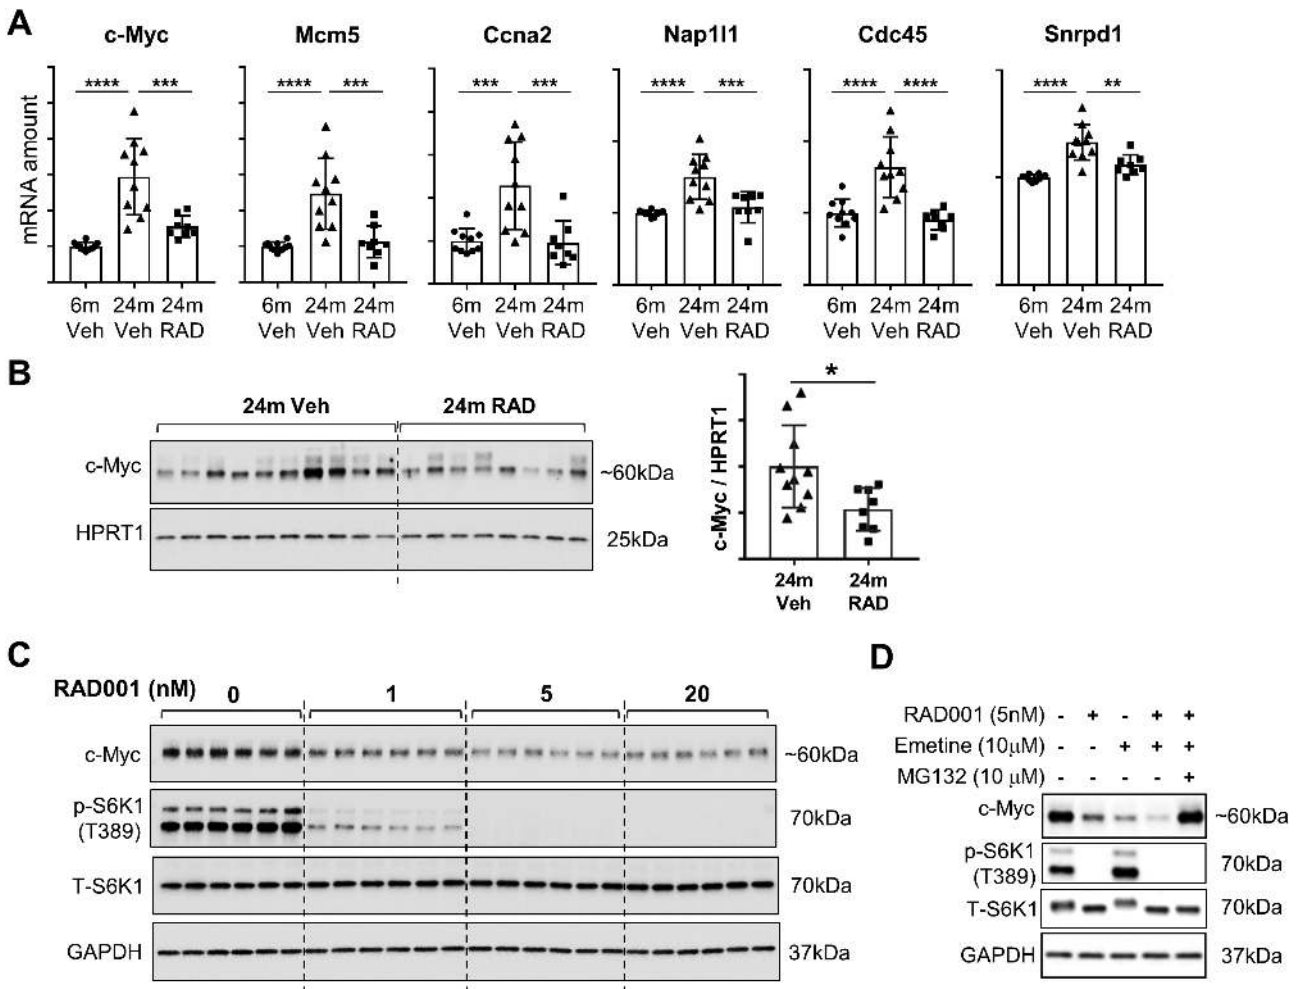 A
c-Myc Mcm5 Ccna2 Nap1l1 Cdc45 Snrpd1
**** *** **** *** *** *** **** *** **** **** **** **
mRNA amount
6m 24m 24m 6m 24m 24m 6m 24m 24m 6m 24m 24m 6m 24m 24m 6m 24m 24m
Veh Veh RAD Veh Veh RAD Veh Veh RAD Veh Veh RAD Veh Veh RAD Veh Veh RAD
B
24m Veh 24m RAD
c-Myc ~60kDa
HPRT1 25kDa
*
c-Myc / HPRT1
24m 24m
Veh RAD
C
RAD001 (nM) 0 1 5 20
c-Myc ~60kDa
p-S6K1
(T389) 70kDa
T-S6K1 70kDa
GAPDH 37kDa
D
RAD001 (5nM) - + - + +
Emetine (10µM) - - + + +
MG132 (10 µM) - - - - +
c-Myc ~60kDa
p-S6K1
(T389) 70kDa
T-S6K1 70kDa
GAPDH 37kDa